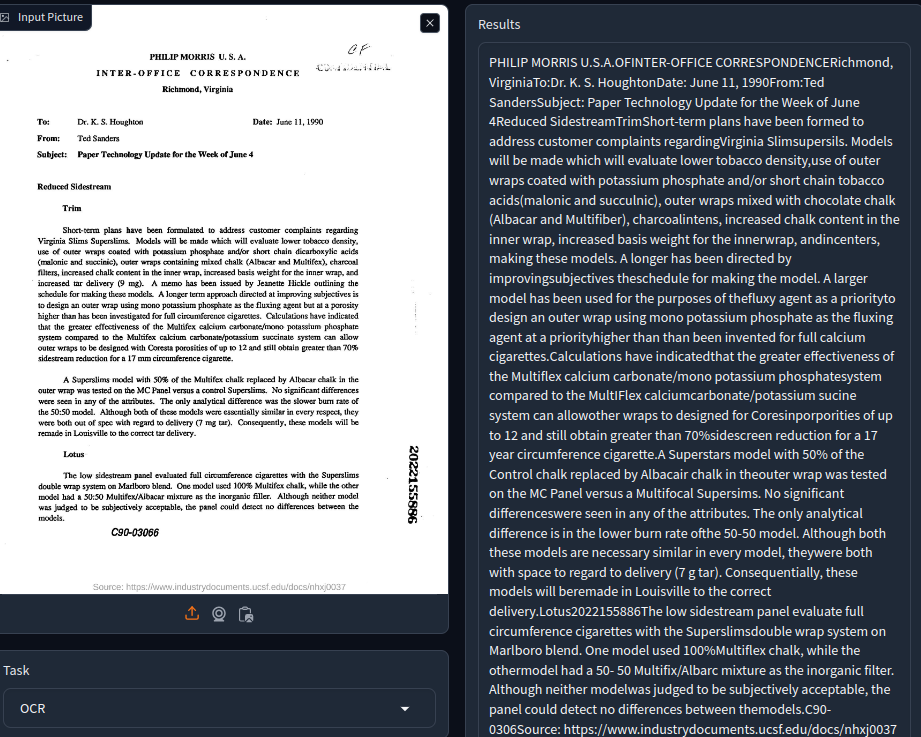 Input Picture
CF
PHILIP MORRIS U. S. A.
INTER-OFFICE CORRESPONDENCE
Richmond, Virginia
To: Dr. K. S. Houghton Date: June 11, 1990
From: Ted Sanders
Subject: Paper Technology Update for the Week of June 4
Reduced Sidestream
Trim
Short-term plans have been formulated to address customer complaints regarding
Virginia Slims Superslims. Models will be made which will evaluate lower tobacco density,
use of outer wraps coated with potassium phosphate and/or short chain dicarboxylic acids
(malonic and succinic), outer wraps containing mixed chalk (Albacar and Multifex), charcoal
filters, increased chalk content in the inner wrap, increased basis weight for the inner wrap, and
increased tar delivery (9 mg). A memo has been issued by Jeanette Hickle outlining the
schedule for making these models. A longer term approach directed at improving subjectives is
to design an outer wrap using mono potassium phosphate as the fluxing agent but at a porosity
higher than has been investigated for full circumference cigarettes. Calculations have indicated
that the greater effectiveness of the Multifex calcium carbonate/mono potassium phosphate
system compared to the Multifex calcium carbonate/potassium succinate system can allow
outer wraps to be designed with Coresta porosities of up to 12 and still obtain greater than 70%
sidestream reduction for a 17 mm circumference cigarette.
A Superslims model with 50% of the Multifex chalk replaced by Albacar chalk in the
outer wrap was tested on the MC Panel versus a control Superslims. No significant differences
were seen in any of the attributes. The only analytical difference was the slower burn rate of
the 50:50 model. Although both of these models were essentially similar in every respect, they
were both out of spec with regard to delivery (7 mg tar). Consequently, these models will be
remade in Louisville to the correct tar delivery.
Lotus
The low sidestream panel evaluated full circumference cigarettes with the Superslims
double wrap system on Marlboro blend. One model used 100% Multifex chalk while the other
model had a 50:50 Multifex/Albacar mixture as the inorganic filler. Although neither model
was judged to be subjectively acceptable, the panel could detect no differences between the
models.
C90-03066
2022155886
Source: https://www.industrydocuments.ucsf.edu/docs/nhxj0037
Task
OCR
Results
PHILIP MORRIS U.S.A.OFINTER-OFFICE CORRESPONDENCERichmond,
VirginiaTo:Dr. K. S. HoughtonDate: June 11, 1990From:Ted
SandersSubject: Paper Technology Update for the Week of June
4Reduced SidestreamTrimShort-term plans have been formed to
address customer complaints regardingVirginia Slimsupersils. Models
will be made which will evaluate lower tobacco density,use of outer
wraps coated with potassium phosphate and/or short chain tobacco
acids(malonic and succulnic), outer wraps mixed with chocolate chalk
(Albacar and Multifiber), charcoalintens, increased chalk content in the
inner wrap, increased basis weight for the innerwrap, andincenters,
making these models. A longer has been directed by
improvingsubjectives theschedule for making the model. A larger
model has been used for the purposes of thefluxy agent as a priorityto
design an outer wrap using mono potassium phosphate as the fluxing
agent at a priorityhigher than than been invented for full calcium
cigarettes.Calculations have indicatedthat the greater effectiveness of
the Multiflex calcium carbonate/mono potassium phosphatesystem
compared to the MultiFlex calciumcarbonate/potassium sucine
system can allowother wraps to designed for Coresinporporities of up
to 12 and still obtain greater than 70%sidescreen reduction for a 17
year circumference cigarette.A Superstars model with 50% of the
Control chalk replaced by Albacair chalk in theouter wrap was tested
on the MC Panel versus a Multifocal Supersims. No significant
differenceswere seen in any of the attributes. The only analytical
difference is in the lower burn rate ofthe 50-50 model. Although both
these models are necessary similar in every model, theywere both
with space to regard to delivery (7 g tar). Consequentially, these
models will beremade in Louisville to the correct
delivery.Lotus2022155886The low sidestream panel evaluate full
circumference cigarettes with the Superslimsdouble wrap system on
Marlboro blend. One model used 100%Multiflex chalk, while the
othermodel had a 50- 50 Multifix/Albarc mixture as the inorganic filler.
Although neither modelwas judged to be subjectively acceptable, the
panel could detect no differences between themodels.C90-
0306Source: https://www.industrydocuments.ucsf.edu/docs/nhxj0037